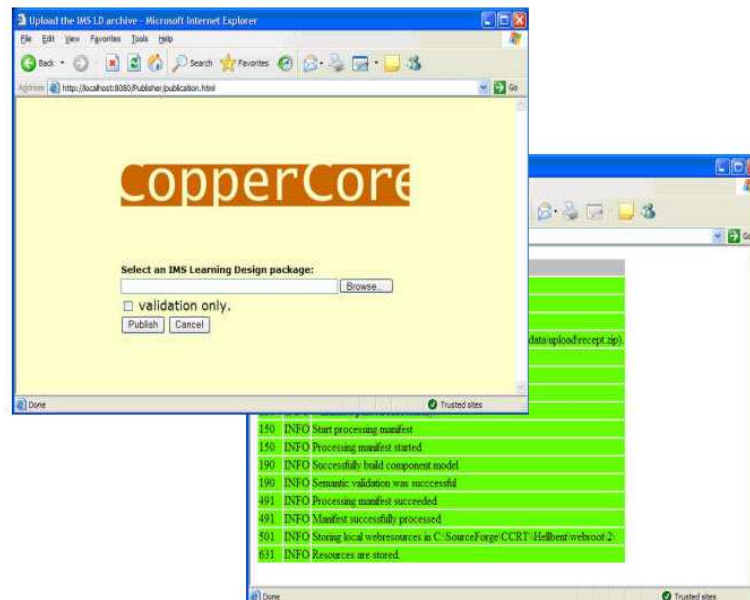 Upload the IMS LD archive - Microsoft Internet Explorer
File Edit View Favorites Tools Help
Back Search Favorites
Address http://localhost:8080/Publisher/publication.html Go
CopperCore
Select an IMS Learning Design package:
Browse...
validation only.
Publish Cancel
Done Trusted sites
Go
data\upload\recept.zip).
150 INFO Start processing manifest
150 INFO Processing manifest started
190 INFO Successfully build component model
190 INFO Semantic validation was succcessful
491 INFO Processing manifest succeeded
491 INFO Manifest successfully processed
501 INFO Storing local webresources in C:\SourceForge\CCRT\\Hellbent\webroot\2\
631 INFO Resources are stored.
Done Trusted sites